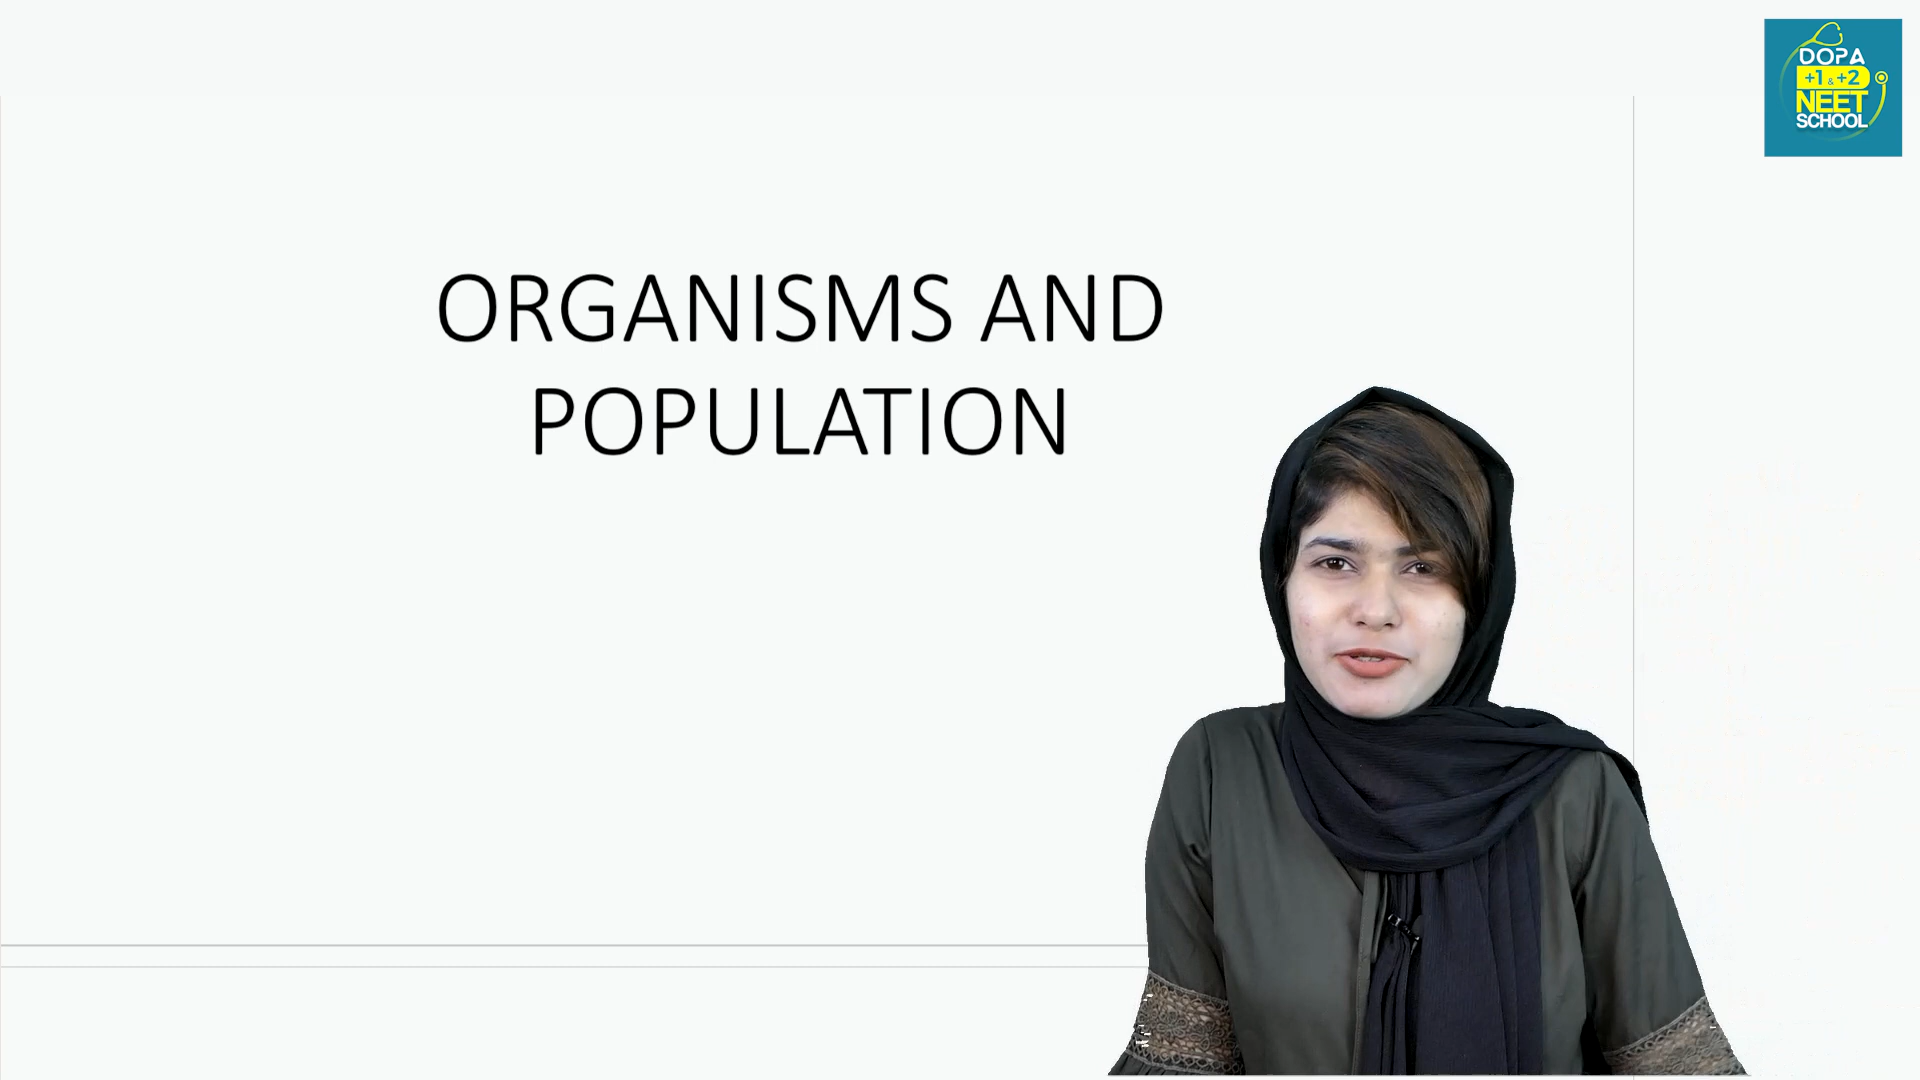 DOPA
+1 & +2
NEET
SCHOOL
ORGANISMS AND
POPULATION